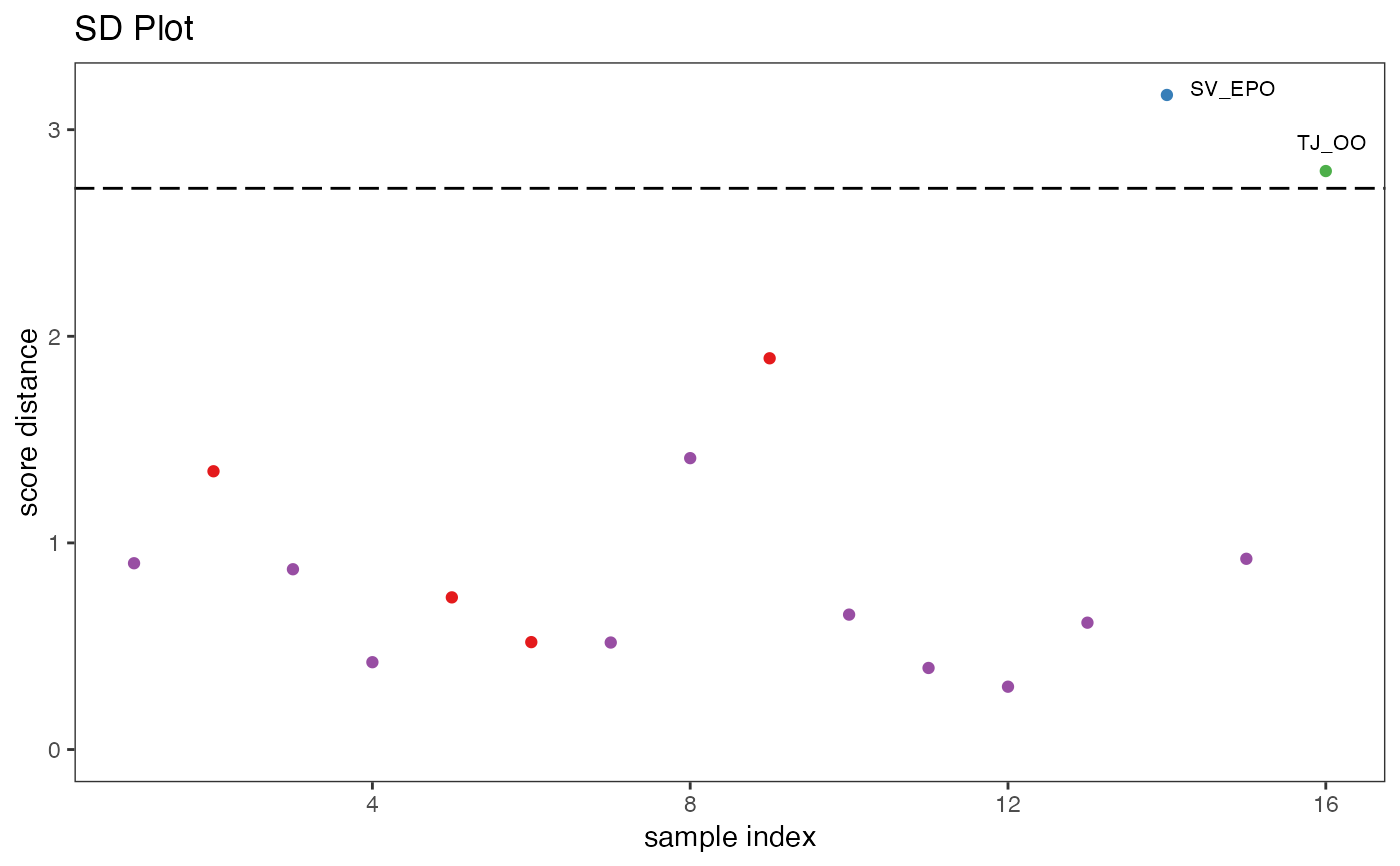 SD Plot
SV_EPO
3
TJ_OO
2
score distance
1
0
4 8 12 16
sample index